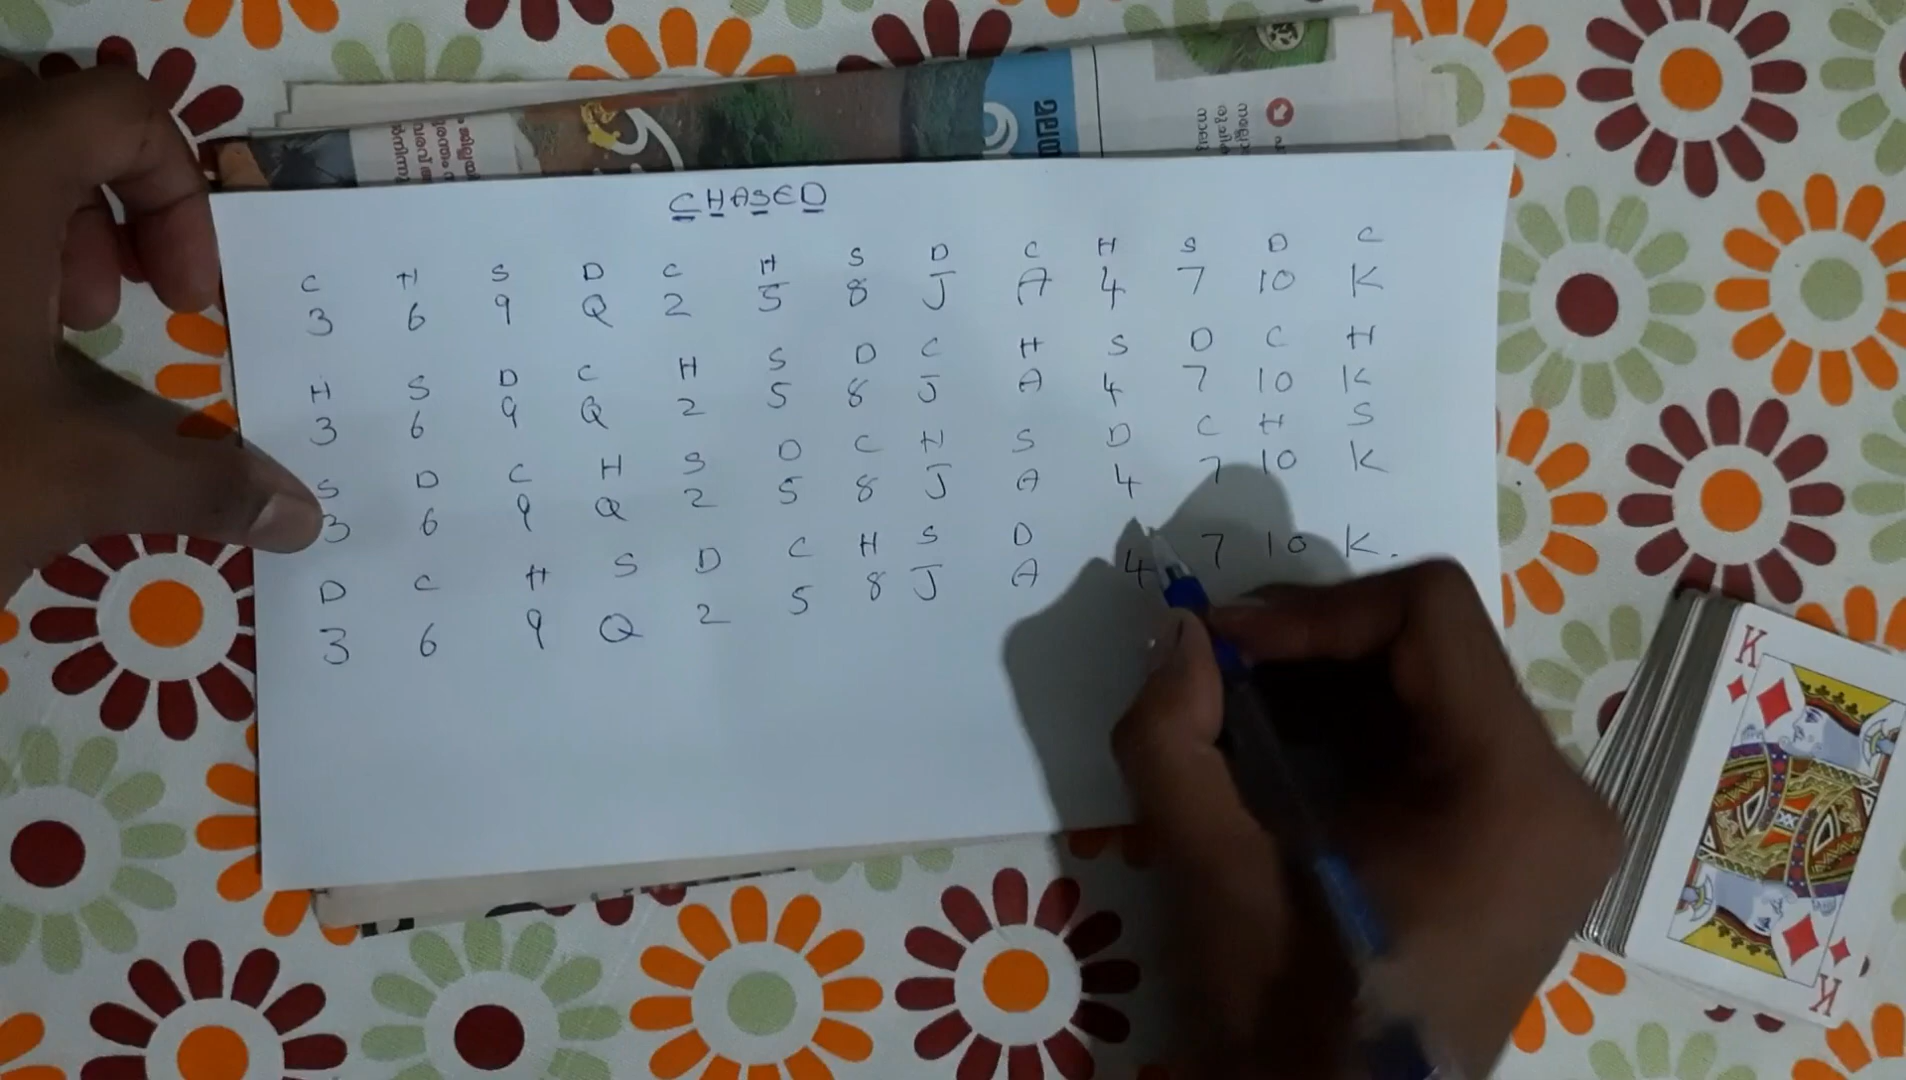 CHASED
C H S D C H S D C H S D C
3 6 9 Q 2 5 8 J A 4 7 10 K
H S D C H S D C H S D C H
3 6 9 Q 2 5 8 J A 4 7 10 K
S D C H S D C H S D C H S
3 6 9 Q 2 5 8 J A 4 7 10 K
D C H S D C H S D
3 6 9 Q 2 5 8 J A 4 7 10 K.
K
K